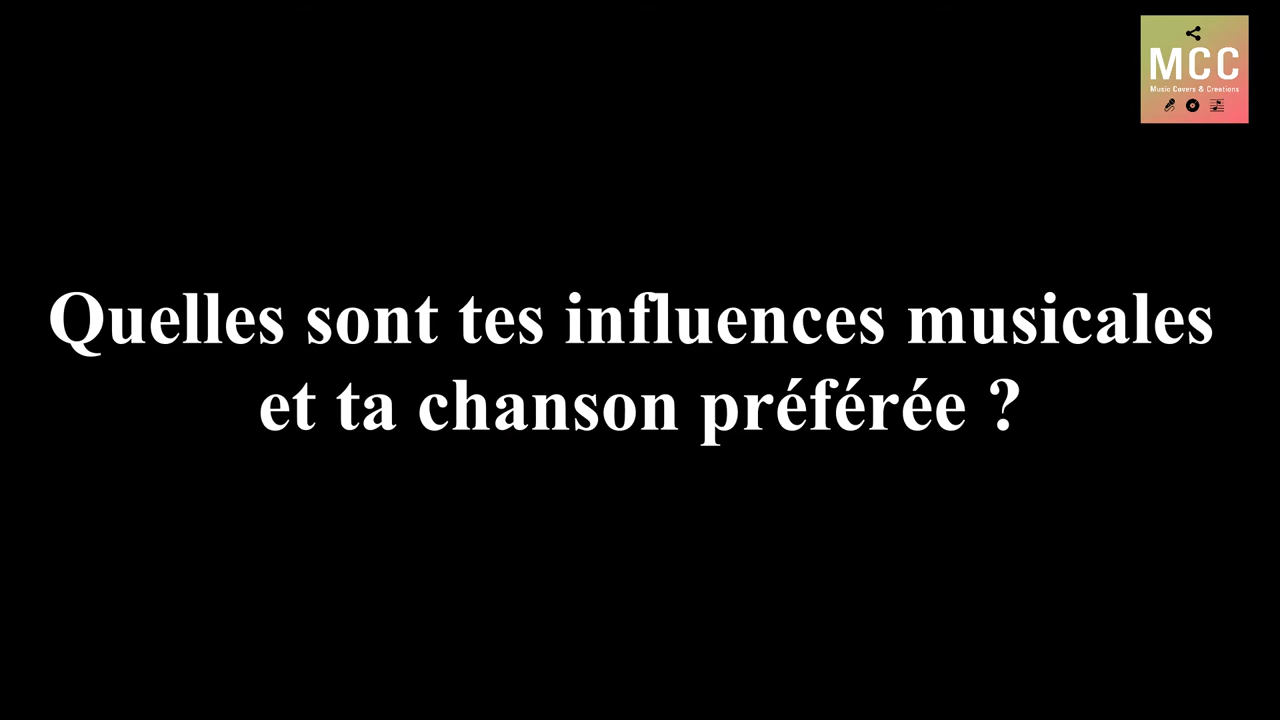 MCC
Music Covers & Creations
Quelles sont tes influences musicales
et ta chanson préférée ?